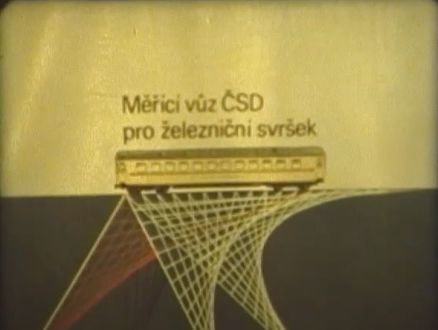 Měřicí vůz ČSD
pro železniční svršek